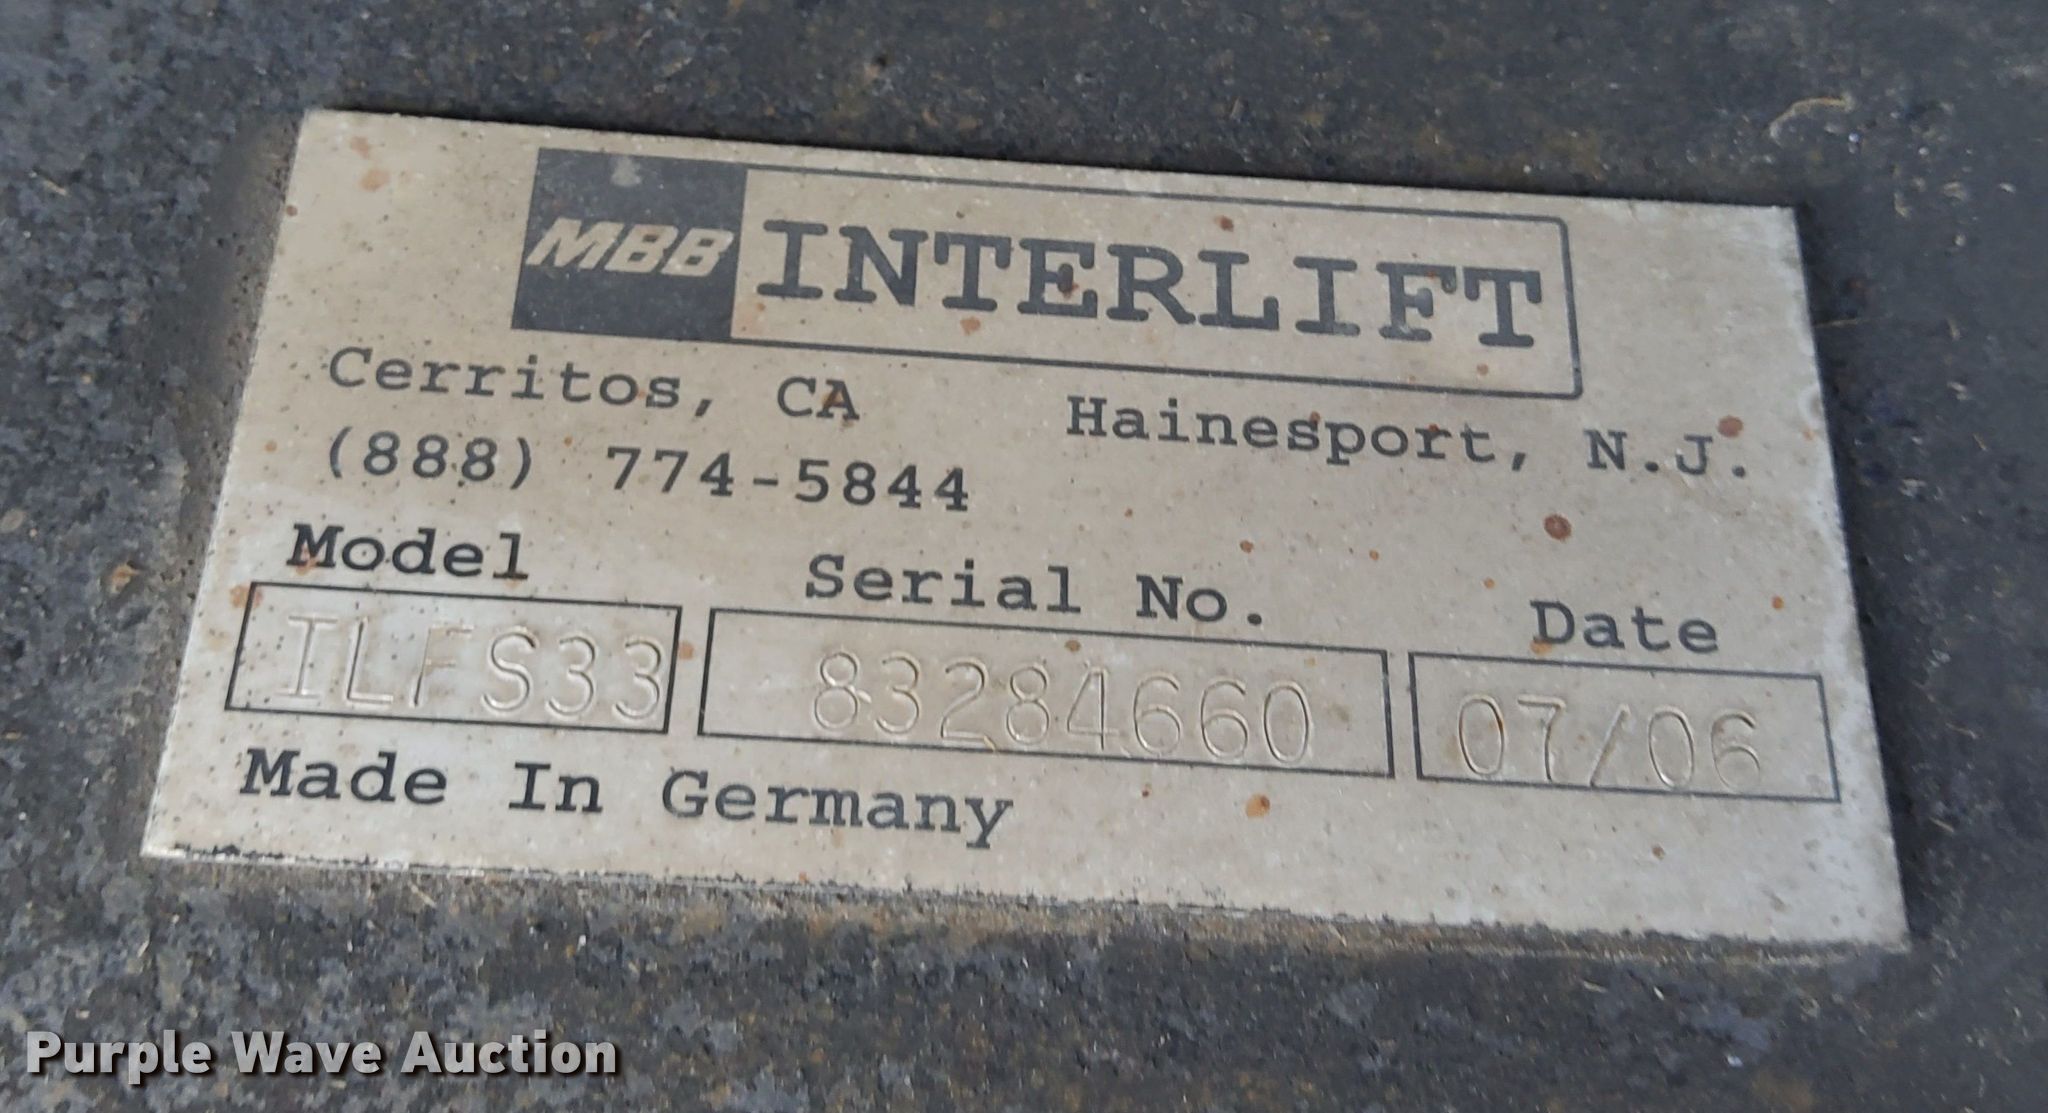 MBB INTERLIFT
Cerritos, CA Hainesport, N.J.
(888) 774-5844
Model Serial No. Date
ILFS33 83284660 07/06
Made In Germany
Purple Wave Auction